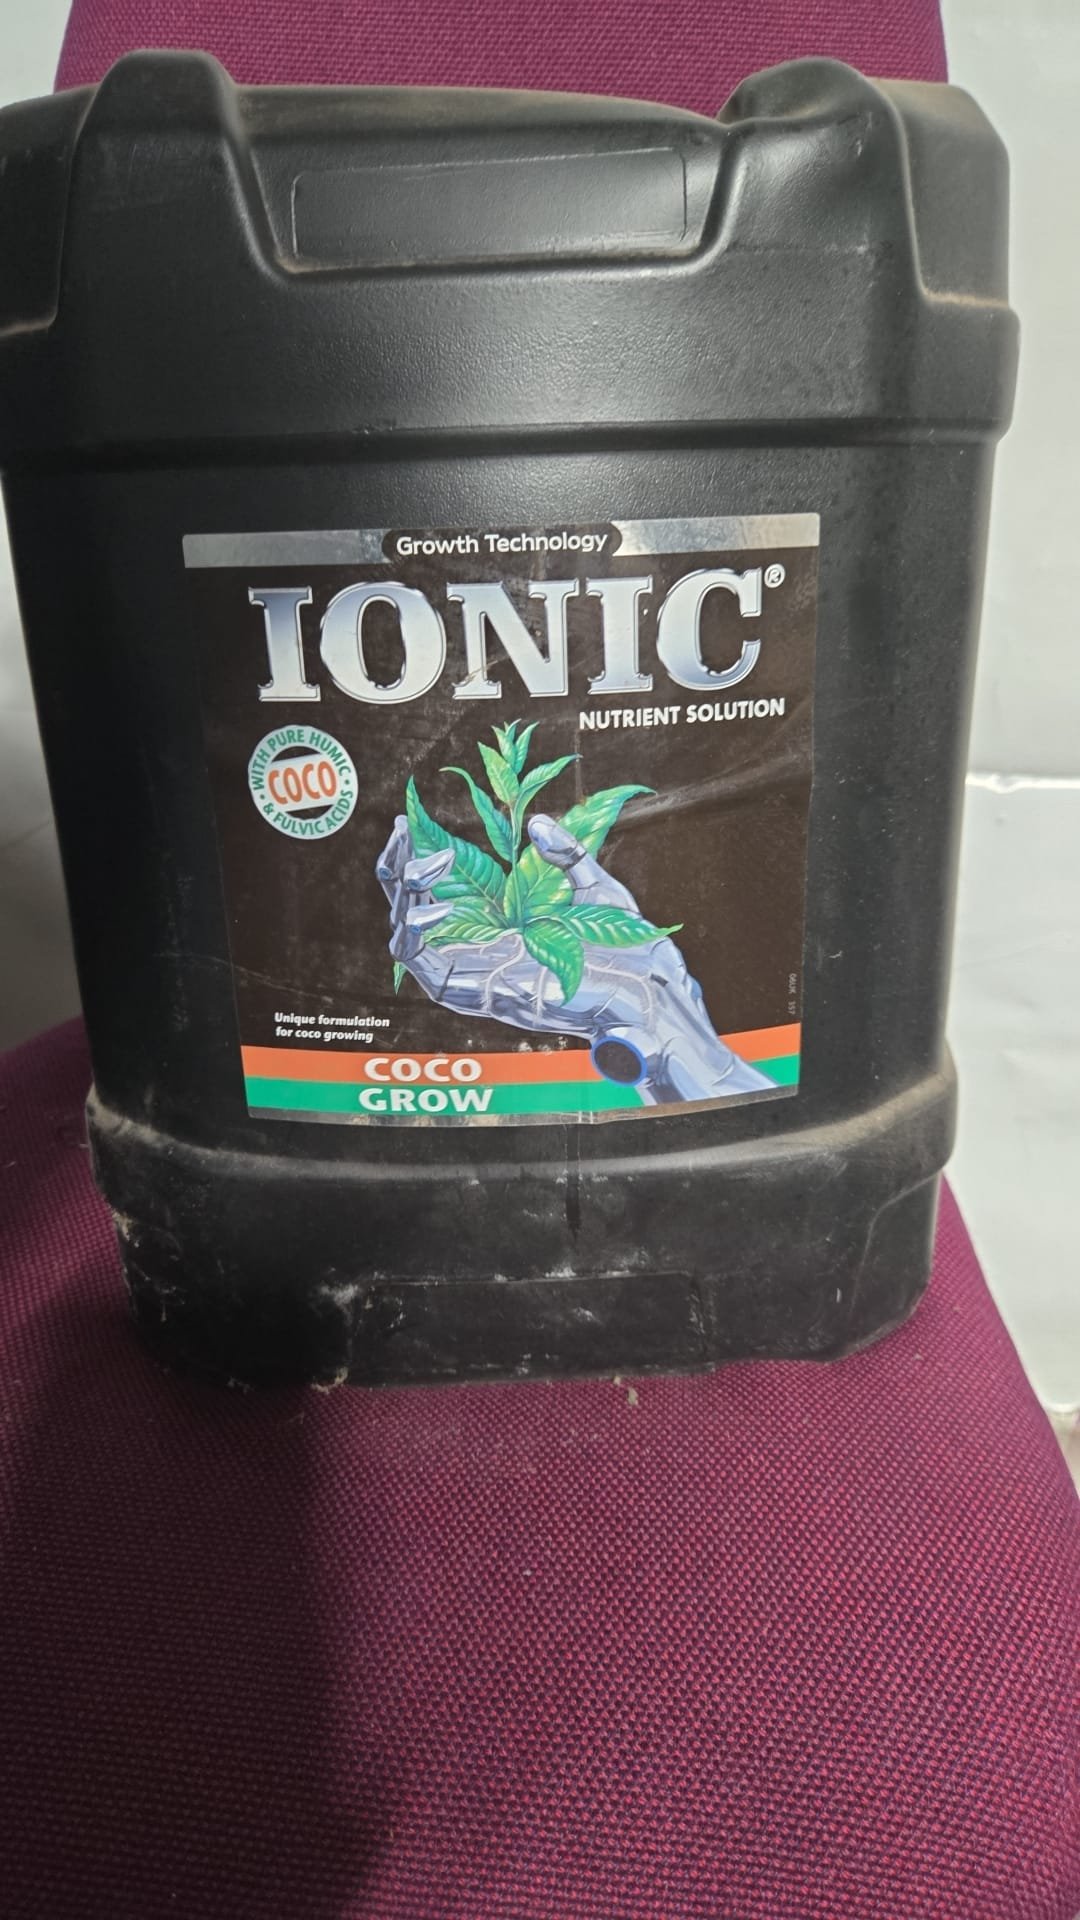 Growth Technology
IONIC®
NUTRIENT SOLUTION
WITH PURE HUMIC
COCO
& FULVIC ACIDS
Unique formulation
for coco growing
COCO
GROW